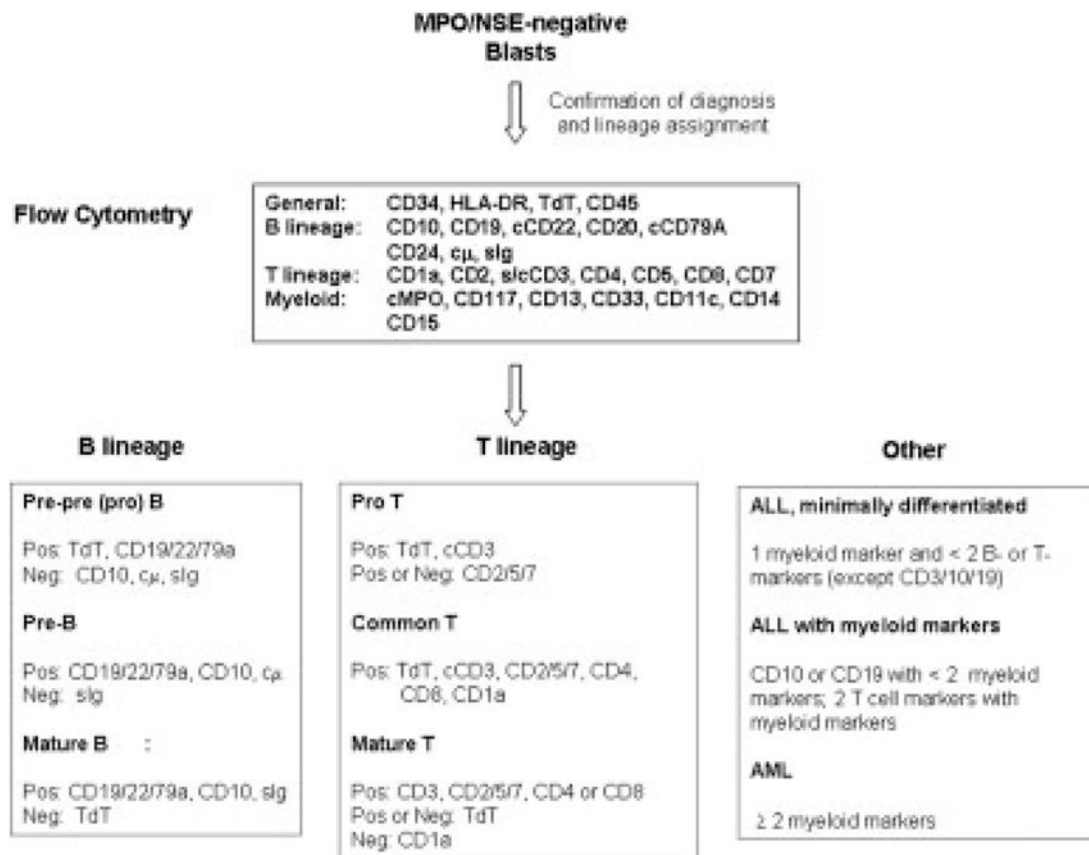 MPO/NSE-negative
Blasts
Confirmation of diagnosis
and lineage assignment
Flow Cytometry
General: CD34, HLA-DR, TdT, CD45
B lineage: CD10, CD19, cCD22, CD20, cCD79A
CD24, cμ, sIg
T lineage: CD1a, CD2, s/cCD3, CD4, CD5, CD8, CD7
Myeloid: cMPO, CD117, CD13, CD33, CD11c, CD14
CD15
B lineage
Pre-pre (pro) B
Pos: TdT, CD19/22/79a
Neg: CD10, cμ, sIg
Pre-B
Pos: CD19/22/79a, CD10, cμ
Neg: sIg
Mature B :
Pos: CD19/22/79a, CD10, sIg
Neg: TdT
T lineage
Pro T
Pos: TdT, cCD3
Pos or Neg: CD2/5/7
Common T
Pos: TdT, cCD3, CD2/5/7, CD4,
CD8, CD1a
Mature T
Pos: CD3, CD2/5/7, CD4 or CD8
Pos or Neg: TdT
Neg: CD1a
Other
ALL, minimally differentiated
1 myeloid marker and < 2 B- or T-
markers (except CD3/10/19)
ALL with myeloid markers
CD10 or CD19 with < 2 myeloid
markers; 2 T cell markers with
myeloid markers
AML
≥ 2 myeloid markers